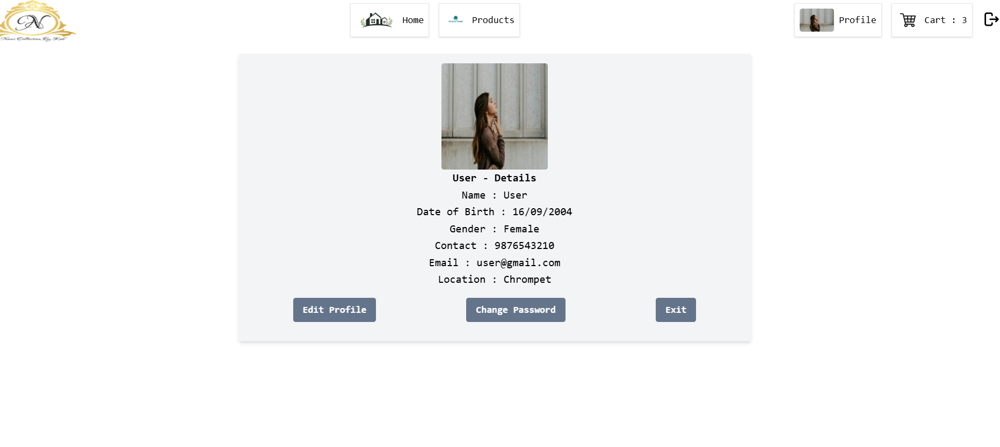 Home
Products
Profile
Cart : 3
User - Details
Name : User
Date of Birth : 16/09/2004
Gender : Female
Contact : 9876543210
Email : user@gmail.com
Location : Chrompet
Edit Profile
Change Password
Exit